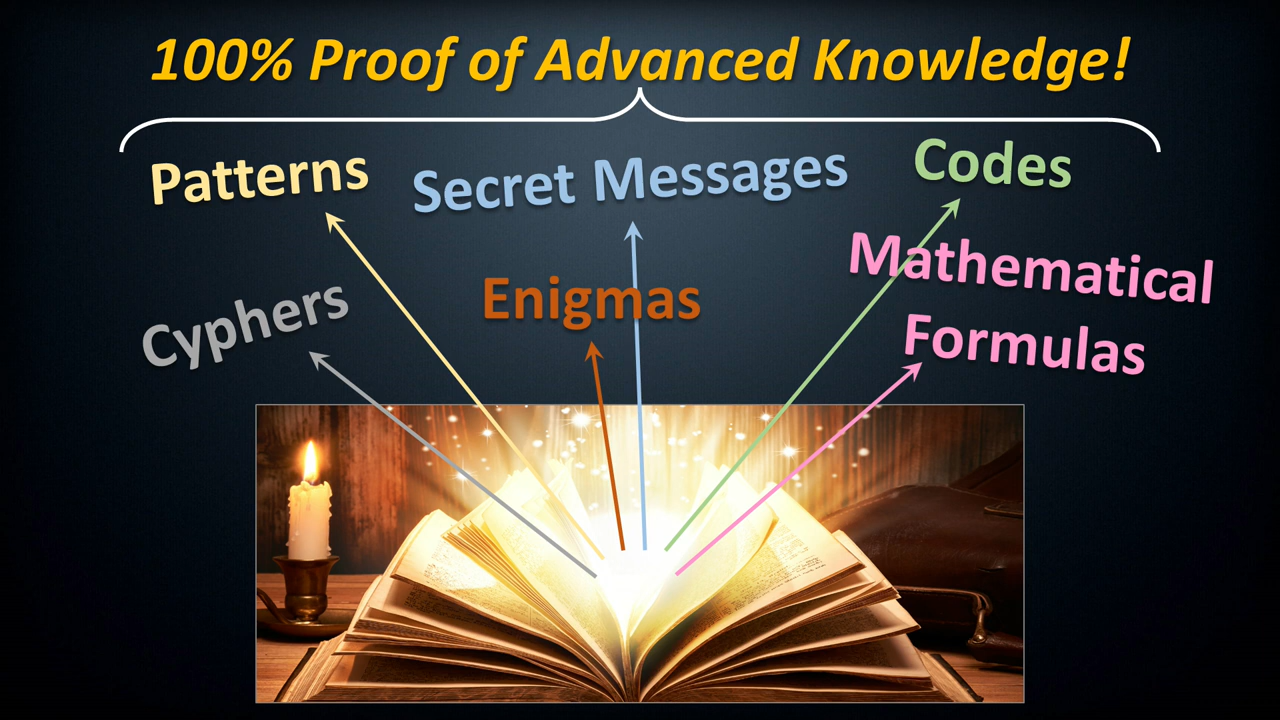 100% Proof of Advanced Knowledge!
Patterns
Secret Messages
Codes
Cyphers
Enigmas
Mathematical
Formulas